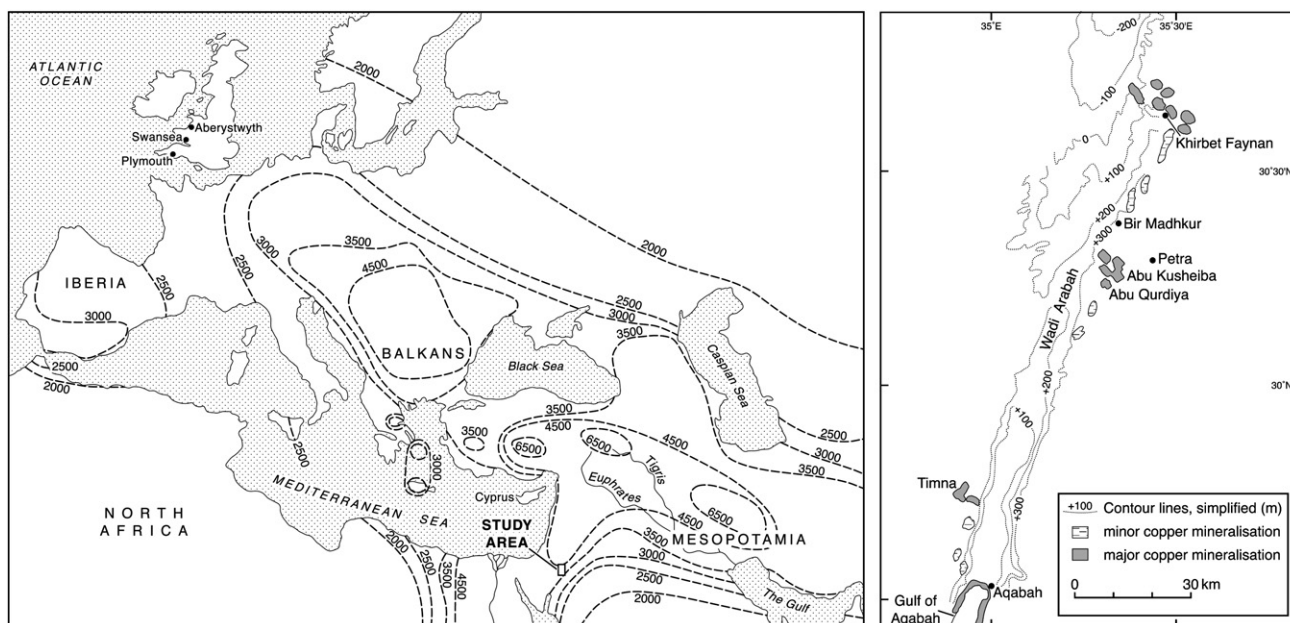 ATLANTIC
OCEAN
Aberystwyth
Swansea
Plymouth
2000
2000
2500
3000
3500
4500
2500
IBERIA
3000
2500
2500
2000
BALKANS
Black Sea
Caspian Sea
2500
3000
3500
3500
4500
3500
6500
6500
4500
2500
3000
3500
3000
2500
MEDITERRANEAN SEA
Cyprus
Euphrates
Tigris
6500
NORTH
AFRICA
STUDY
AREA
MESOPOTAMIA
4500
3500
3000
2500
2000
The Gulf
2000
2500
3500
4500
35°E
35°30'E
-200
-100
0
+100
+200
+300
Khirbet Faynan
30°30'N
Bir Madhkur
Petra
Abu Kusheiba
Abu Qurdiya
Wadi Arabah
+200
30°N
+100
+300
Timna
Aqabah
Gulf of
Aqabah
+100 Contour lines, simplified (m)
minor copper mineralisation
major copper mineralisation
0 30 km